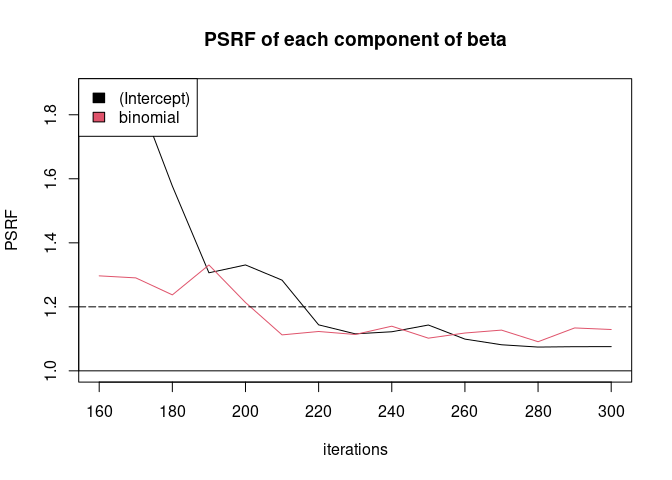 PSRF of each component of beta
(Intercept)
binomial
PSRF
1.8
1.6
1.4
1.2
1.0
160 180 200 220 240 260 280 300
iterations